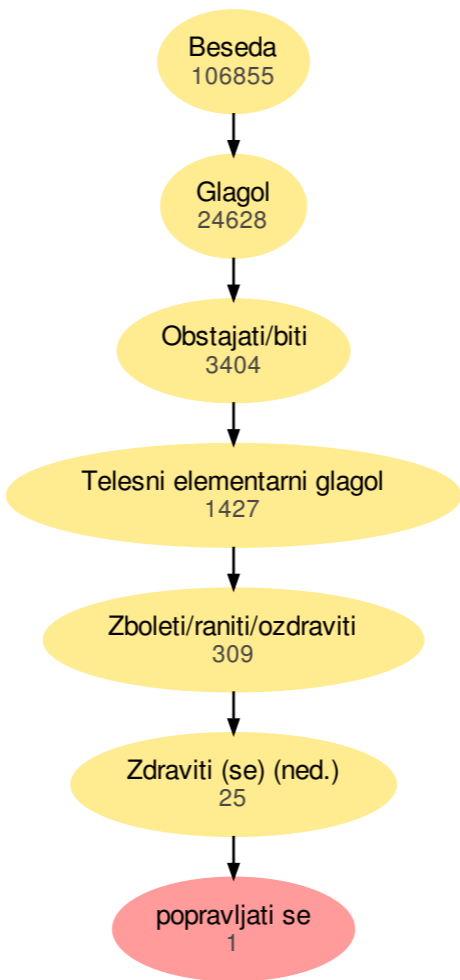 Beseda
106855
Glagol
24628
Obstajati/biti
3404
Telesni elementarni glagol
1427
Zboleti/raniti/ozdraviti
309
Zdraviti (se) (ned.)
25
popravljati se
1